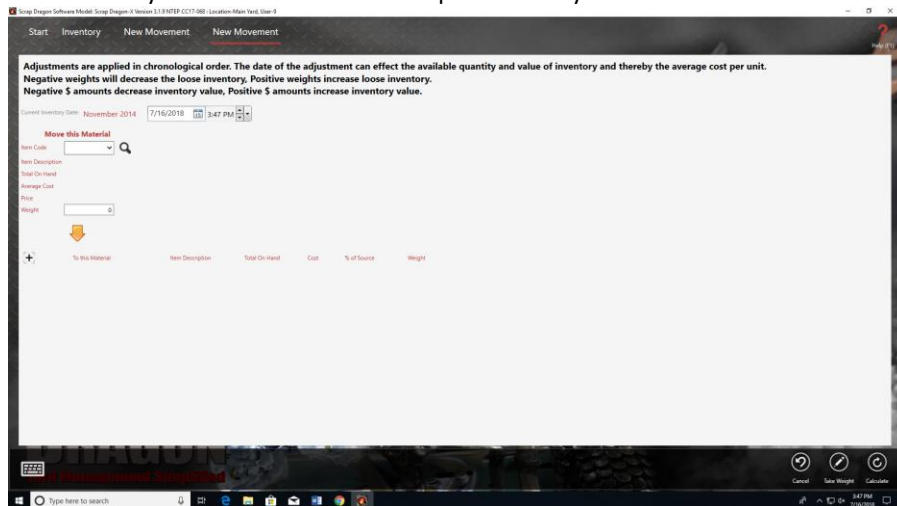 Scrap Dragon Software Model: Scrap Dragon-X Version 3.1.9 NTEP CC17-068 : Location-Main Yard, User-9
Start Inventory New Movement New Movement
Help (F1)
Adjustments are applied in chronological order. The date of the adjustment can effect the available quantity and value of inventory and thereby the average cost per unit.
Negative weights will decrease the loose inventory, Positive weights increase loose inventory.
Negative $ amounts decrease inventory value, Positive $ amounts increase inventory value.
Current Inventory Date: November 2014 7/16/2018 15 3:47 PM
Move this Material
Item Code
Item Description
Total On Hand
Average Cost
Price
Weight 0
To this Material Item Description Total On Hand Cost % of Source Weight
Cancel Take Weight Calculate
Type here to search
3:47 PM
7/16/2018